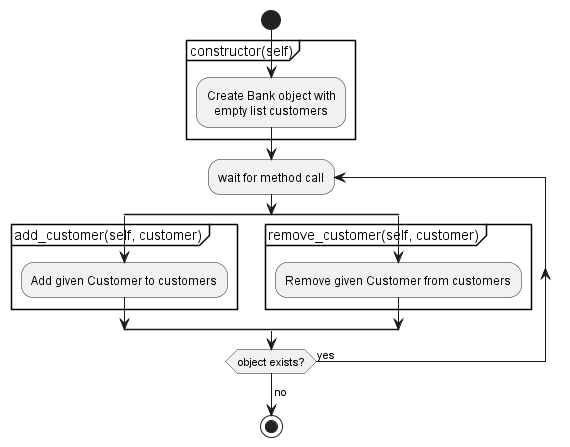 constructor(self)
Create Bank object with
empty list customers
wait for method call
add_customer(self, customer)
remove_customer(self, customer)
Add given Customer to customers
Remove given Customer from customers
object exists?
yes
no